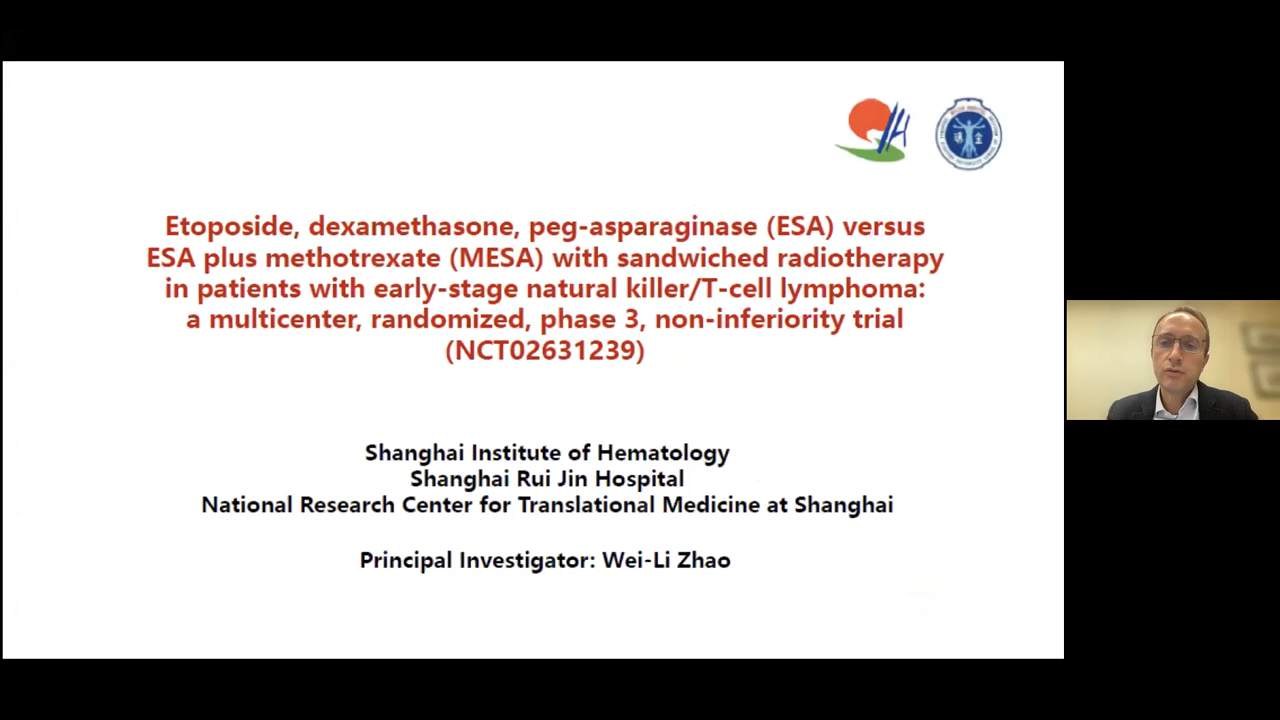 Etoposide, dexamethasone, peg-asparaginase (ESA) versus
ESA plus methotrexate (MESA) with sandwiched radiotherapy
in patients with early-stage natural killer/T-cell lymphoma:
a multicenter, randomized, phase 3, non-inferiority trial
(NCT02631239)
Shanghai Institute of Hematology
Shanghai Rui Jin Hospital
National Research Center for Translational Medicine at Shanghai
Principal Investigator: Wei-Li Zhao